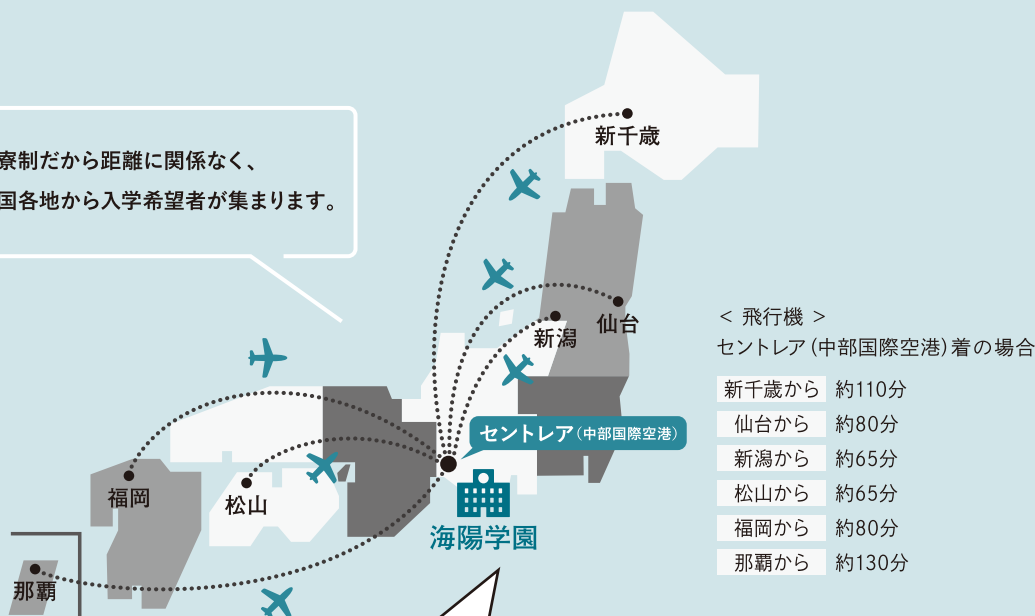 寮制だから距離に関係なく、
国各地から入学希望者が集まります。
新千歳
仙台
新潟
セントレア(中部国際空港)
福岡
松山
海陽学園
那覇
< 飛行機 >
セントレア(中部国際空港)着の場合
新千歳から 約110分
仙台から 約80分
新潟から 約65分
松山から 約65分
福岡から 約80分
那覇から 約130分